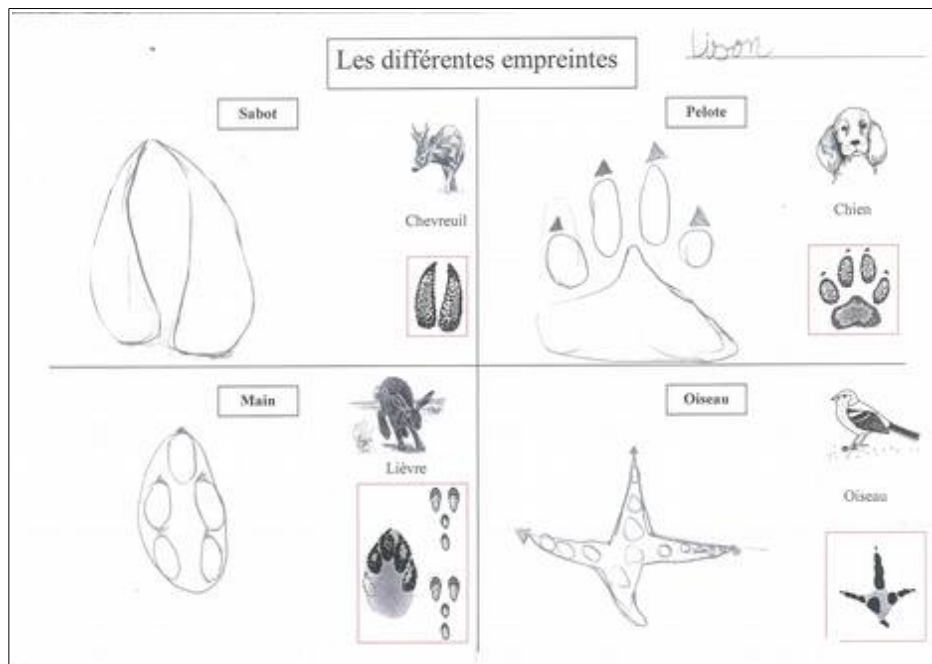 Les différentes empreintes
Lison
Sabot
Chevreuil
Pelote
Chien
Main
Lièvre
Oiseau
Oiseau